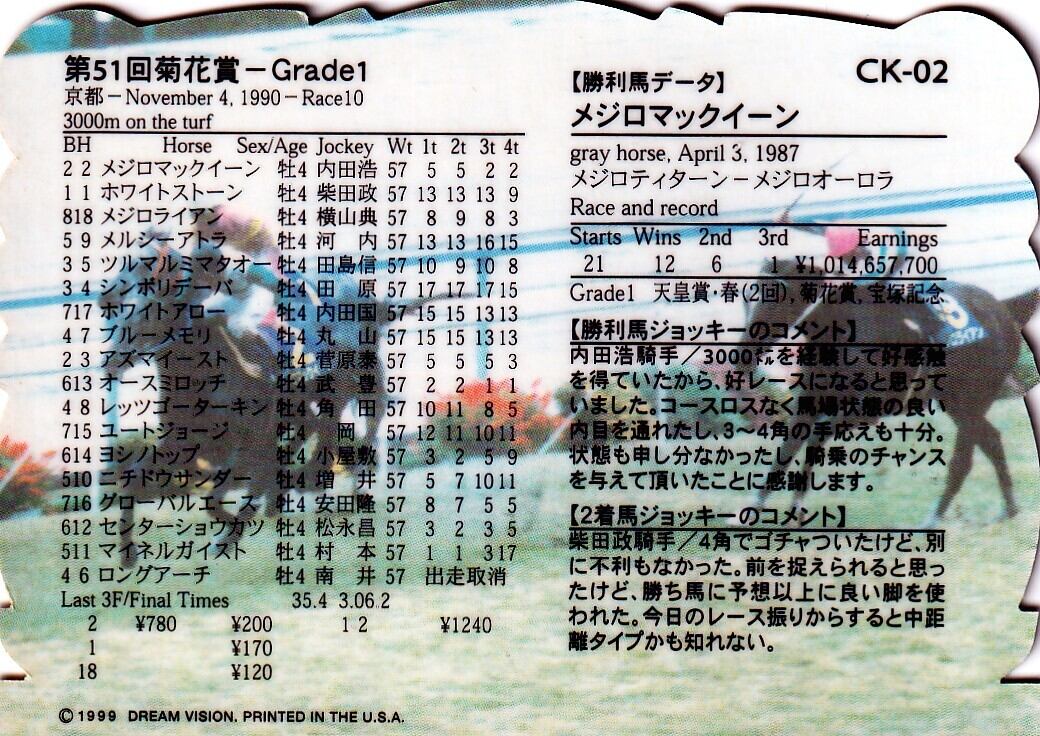 第51回菊花賞－Grade1
京都－November 4, 1990－Race10
3000m on the turf
BH Horse Sex/Age Jockey Wt 1t 2t 3t 4t
2 2 メジロマックイーン 牡4 内田浩 57 5 5 2 2
1 1 ホワイトストーン 牡4 柴田政 57 13 13 13 9
818 メジロライアン 牡4 横山典 57 8 9 8 3
5 9 メルシーアトラ 牡4 河 内 57 13 13 16 15
3 5 ツルマルミマタオー 牡4 田島信 57 10 9 10 8
3 4 シンボリデーバ 牡4 田 原 57 17 17 17 15
717 ホワイトアロー 牡4 内田国 57 15 15 13 13
4 7 ブルーメモリ 牡4 丸 山 57 15 15 13 13
2 3 アズマイースト 牡4 菅原泰 57 5 5 5 3
613 オースミロッチ 牡4 武 豊 57 2 2 1 1
4 8 レッツゴーターキン 牡4 角 田 57 10 11 8 5
715 ユートジョージ 牡4 岡 57 12 11 10 11
614 ヨシノトップ 牡4 小屋敷 57 3 2 5 9
510 ニチドウサンダー 牡4 増 井 57 5 7 10 11
716 グローバルエース 牡4 安田隆 57 8 7 5 5
612 センターショウカツ 牡4 松永昌 57 3 2 3 5
511 マイネルガイスト 牡4 村 本 57 1 1 3 17
4 6 ロングアーチ 牡4 南 井 57 出走取消
Last 3F/Final Times 35.4 3.06.2
2 ¥780 ¥200 1 2 ¥1240
1 ¥170
18 ¥120
© 1999 DREAM VISION. PRINTED IN THE U.S.A.
CK-02
【勝利馬データ】
メジロマックイーン
gray horse, April 3, 1987
メジロティターン－メジロオーロラ
Race and record
Starts Wins 2nd 3rd Earnings
21 12 6 1 ¥1,014,657,700
Grade1 天皇賞・春(2回), 菊花賞, 宝塚記念
【勝利馬ジョッキーのコメント】
内田浩騎手／3000㍍を経験して好感触
を得ていたから、好レースになると思って
いました。コースロスなく馬場状態の良い
内目を通れたし、3～4角の手応えも十分。
状態も申し分なかったし、騎乗のチャンス
を与えて頂いたことに感謝します。
【2着馬ジョッキーのコメント】
柴田政騎手／4角でゴチャついたけど、別
に不利もなかった。前を捉えられると思っ
たけど、勝ち馬に予想以上に良い脚を使
われた。今日のレース振りからすると中距
離タイプかも知れない。